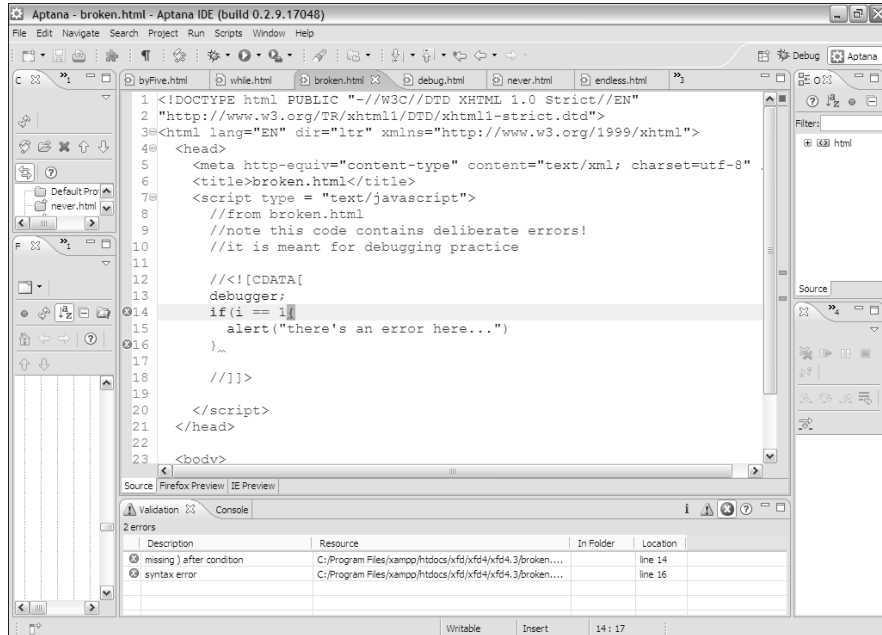 Aptana - broken.html - Aptana IDE (build 0.2.9.17048)
File Edit Navigate Search Project Run Scripts Window Help
Debug Aptana
C
byFive.html while.html broken.html debug.html never.html endless.html
Filter:
html
1 <!DOCTYPE html PUBLIC "-//W3C//DTD XHTML 1.0 Strict//EN"
2 "http://www.w3.org/TR/xhtml1/DTD/xhtml1-strict.dtd">
3 <html lang="EN" dir="ltr" xmlns="http://www.w3.org/1999/xhtml">
4 <head>
5 <meta http-equiv="content-type" content="text/xml; charset=utf-8"
6 <title>broken.html</title>
7 <script type = "text/javascript">
8 //from broken.html
9 //note this code contains deliberate errors!
10 //it is meant for debugging practice
11
12 //<![CDATA[
13 debugger;
14 if(i == 1{
15 alert("there's an error here...")
16 }
17
18 //]]>
19
20 </script>
21 </head>
22
23 <body>
Default Pro
never.html
F
Source
Source Firefox Preview IE Preview
Validation Console
2 errors
Description Resource In Folder Location
missing ) after condition C:/Program Files/xampp/htdocs/xfd/xfd4/xfd4.3/broken.... line 14
syntax error C:/Program Files/xampp/htdocs/xfd/xfd4/xfd4.3/broken.... line 16
Writable Insert 14 : 17